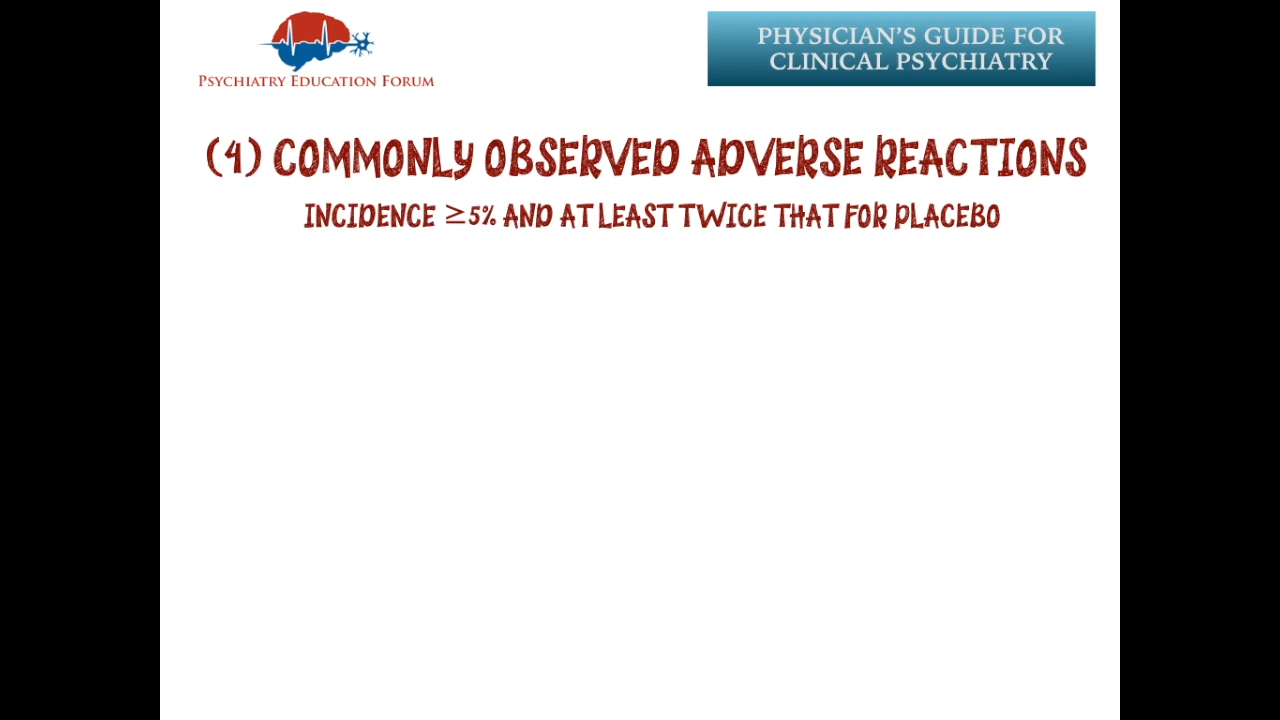 Psychiatry Education Forum
PHYSICIAN'S GUIDE FOR
CLINICAL PSYCHIATRY
(4) COMMONLY OBSERVED ADVERSE REACTIONS
INCIDENCE ≥5% AND AT LEAST TWICE THAT FOR PLACEBO